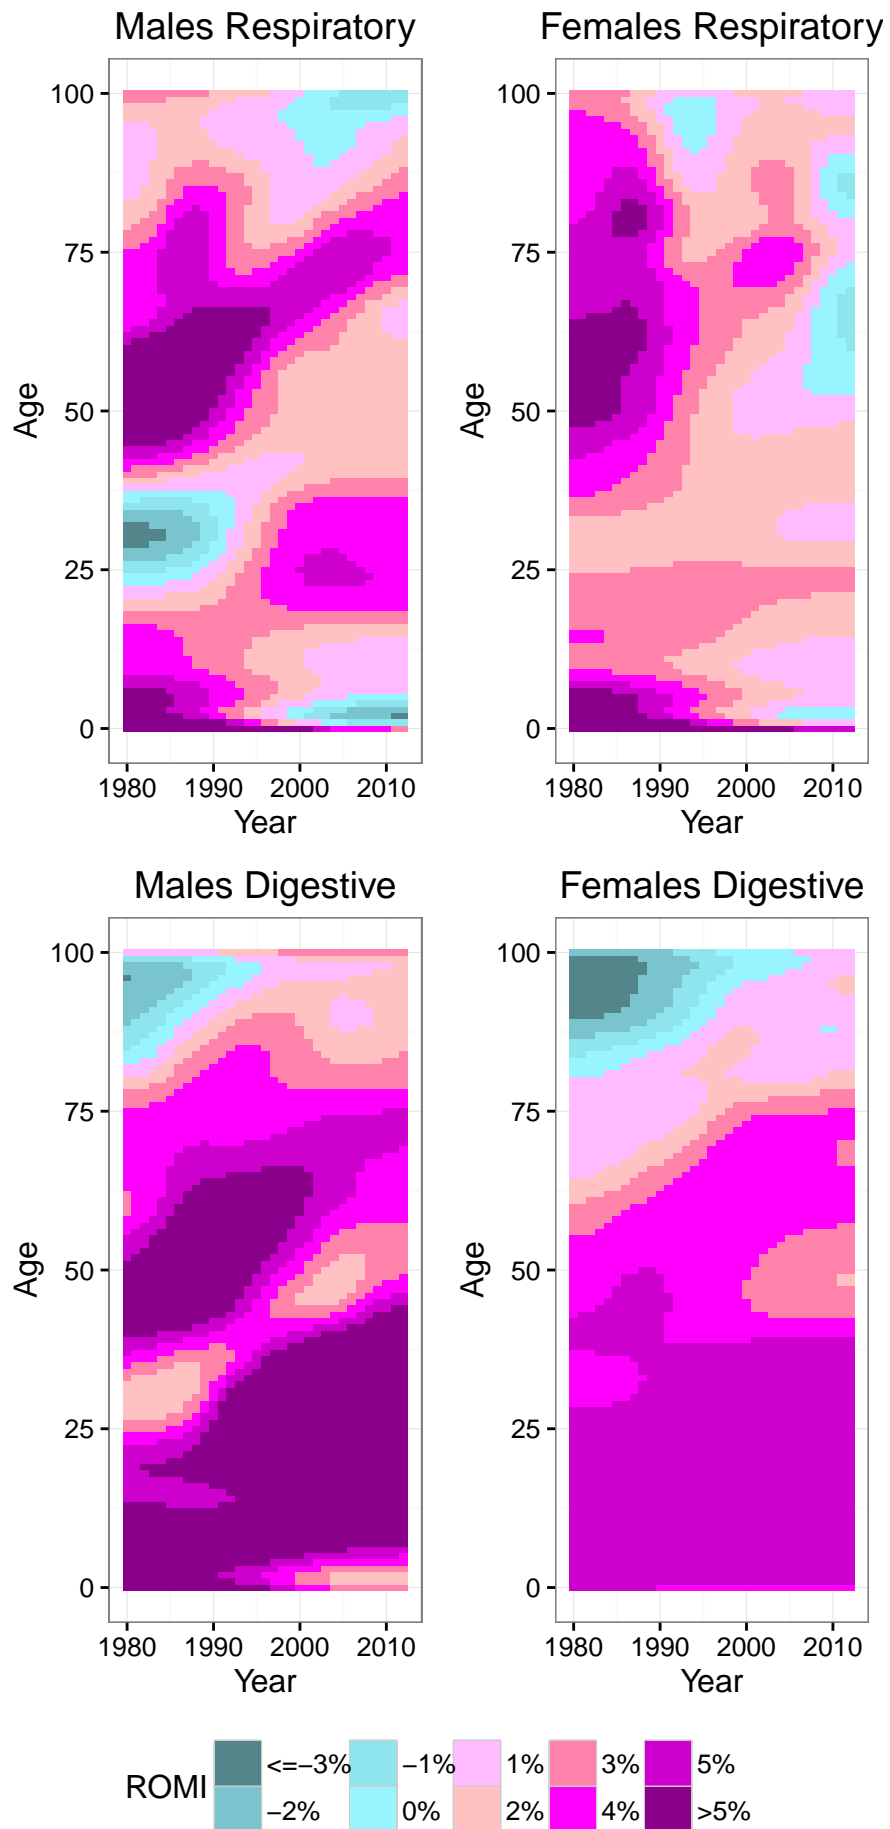 Males Respiratory
Females Respiratory
100
75
50
25
0
Age
1980 1990 2000 2010
Year
100
75
50
25
0
Age
1980 1990 2000 2010
Year
Males Digestive
Females Digestive
100
75
50
25
0
Age
1980 1990 2000 2010
Year
100
75
50
25
0
Age
1980 1990 2000 2010
Year
ROMI
<=−3% −1% 1% 3% 5%
−2% 0% 2% 4% >5%